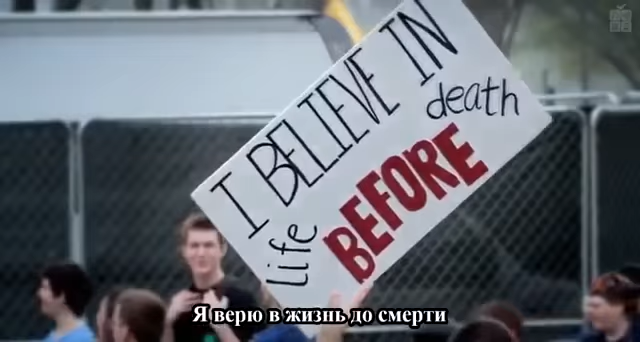 I BELIEVE IN
life BEFORE death
Я верю в жизнь до смерти